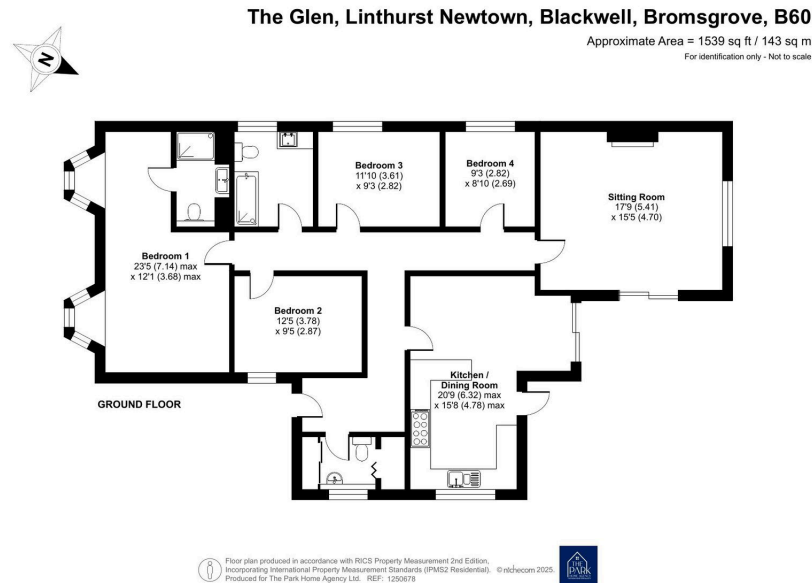 The Glen, Linthurst Newtown, Blackwell, Bromsgrove, B60
Approximate Area = 1539 sq ft / 143 sq m
For identification only - Not to scale
N
Bedroom 3
11'10 (3.61)
x 9'3 (2.82)
Bedroom 4
9'3 (2.82)
x 8'10 (2.69)
Sitting Room
17'9 (5.41)
x 15'5 (4.70)
Bedroom 1
23'5 (7.14) max
x 12'1 (3.68) max
Bedroom 2
12'5 (3.78)
x 9'5 (2.87)
Kitchen /
Dining Room
20'9 (6.32) max
x 15'8 (4.78) max
GROUND FLOOR
Floor plan produced in accordance with RICS Property Measurement 2nd Edition,
Incorporating International Property Measurement Standards (IPMS2 Residential). © nichecom 2025.
Produced for The Park Home Agency Ltd. REF: 1250678
THE
PARK
HOME AGENCY